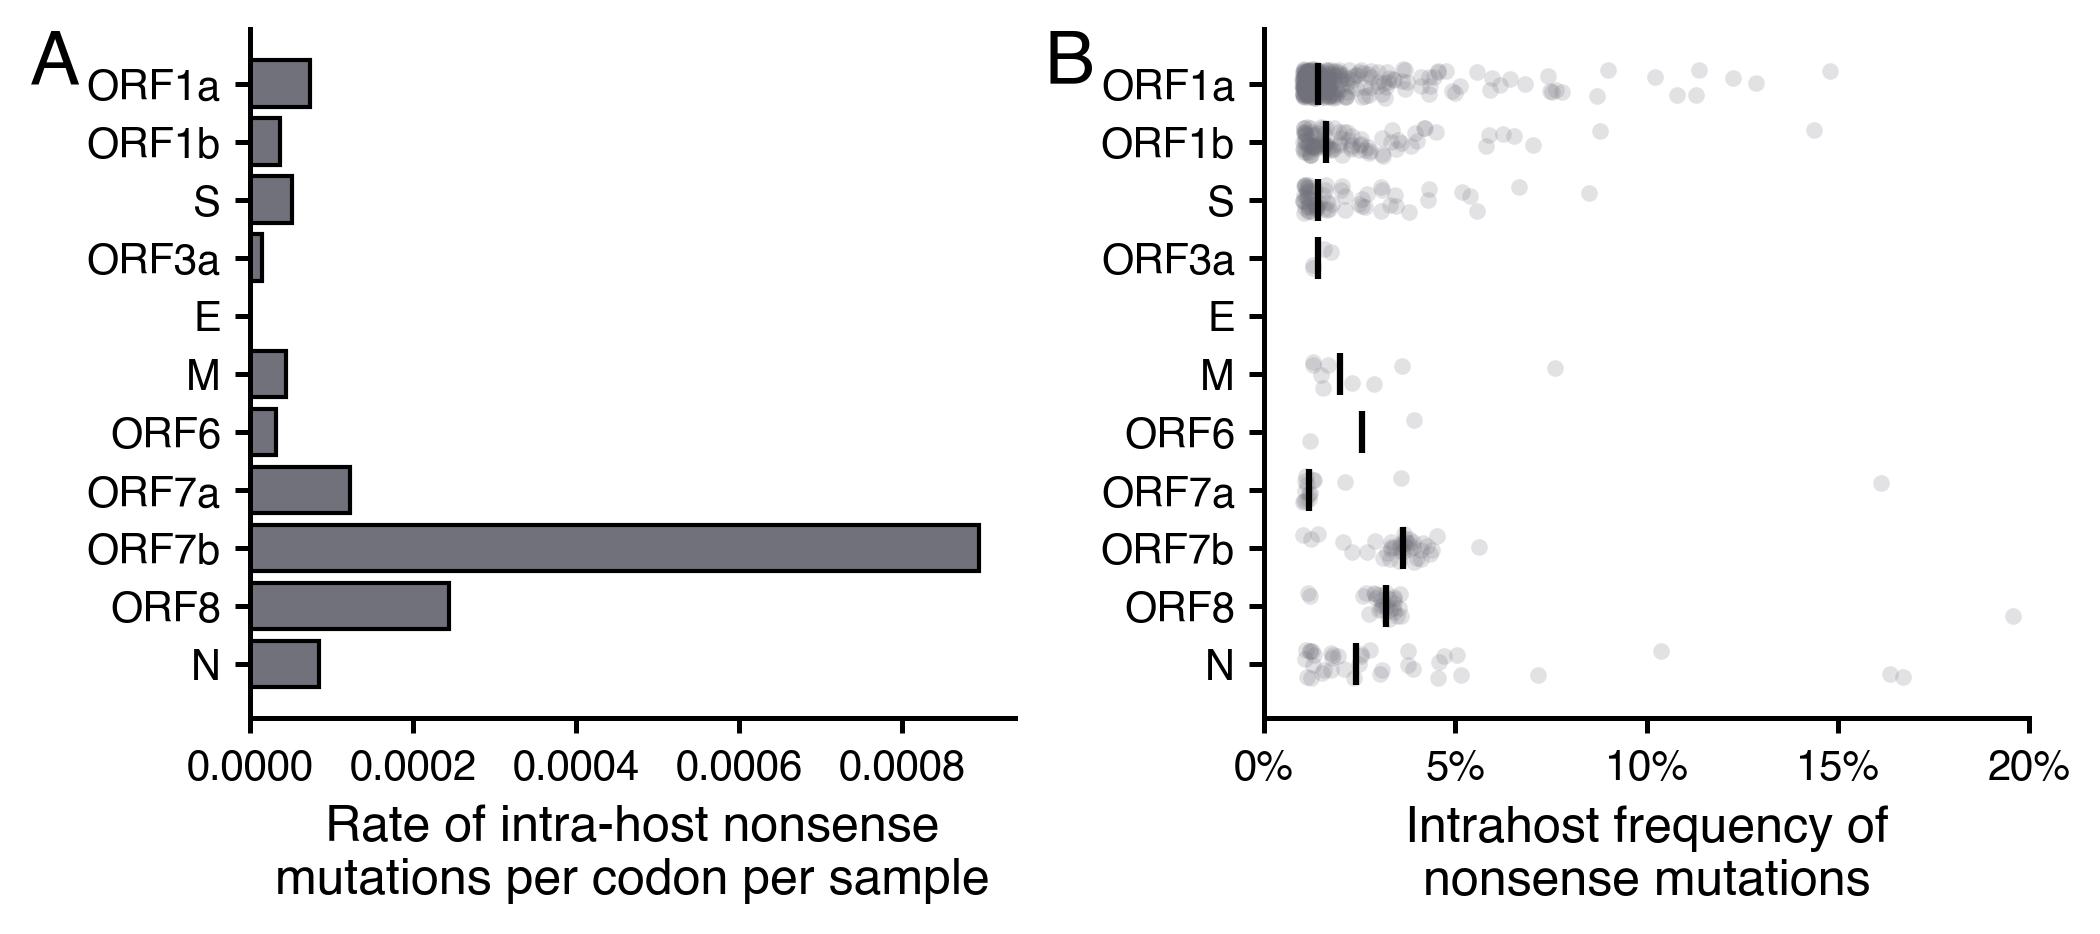 A
ORF1a
ORF1b
S
ORF3a
E
M
ORF6
ORF7a
ORF7b
ORF8
N
0.0000 0.0002 0.0004 0.0006 0.0008
Rate of intra-host nonsense
mutations per codon per sample
B
ORF1a
ORF1b
S
ORF3a
E
M
ORF6
ORF7a
ORF7b
ORF8
N
0% 5% 10% 15% 20%
Intrahost frequency of
nonsense mutations